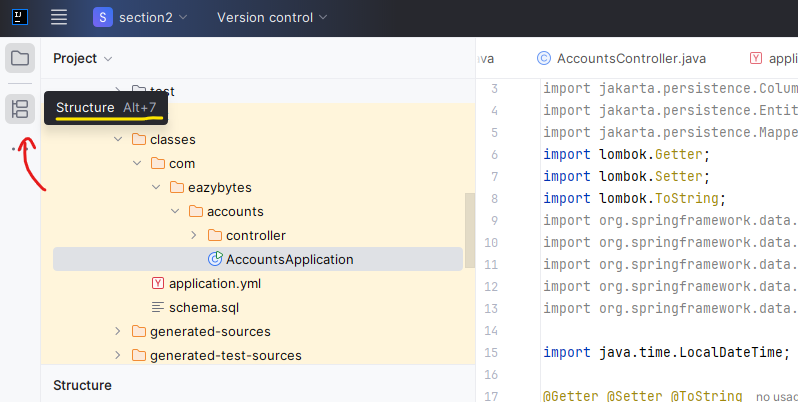 IJ
S section2 Version control
Project
ava
C AccountsController.java
Y appli
test
Structure Alt+7
classes
com
eazybytes
accounts
controller
AccountsApplication
Y application.yml
schema.sql
generated-sources
generated-test-sources
Structure
3 import jakarta.persistence.Colum
4 import jakarta.persistence.Entit
5 import jakarta.persistence.Mappe
6 import lombok.Getter;
7 import lombok.Setter;
8 import lombok.ToString;
9 import org.springframework.data.
10 import org.springframework.data.
11 import org.springframework.data.
12 import org.springframework.data.
13 import org.springframework.data.
14
15 import java.time.LocalDateTime;
16
17 @Getter @Setter @ToString no usag